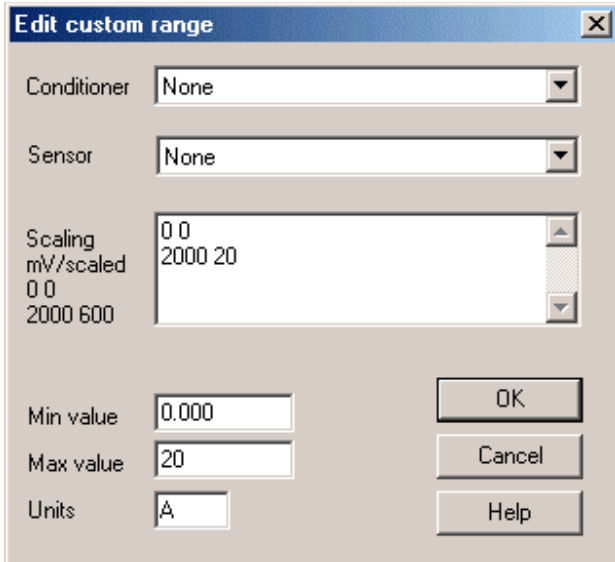 Edit custom range
Conditioner None
Sensor None
Scaling
mV/scaled
0 0
2000 600
0 0
2000 20
Min value 0.000
Max value 20
Units A
OK
Cancel
Help